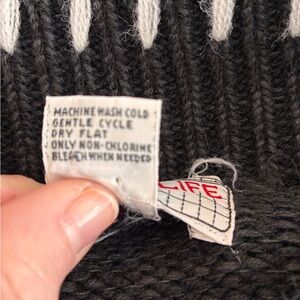 MACHINE WASH COLD
GENTLE CYCLE
DRY FLAT
ONLY NON-CHLORINE
BLEACH WHEN NEEDED
LIFE